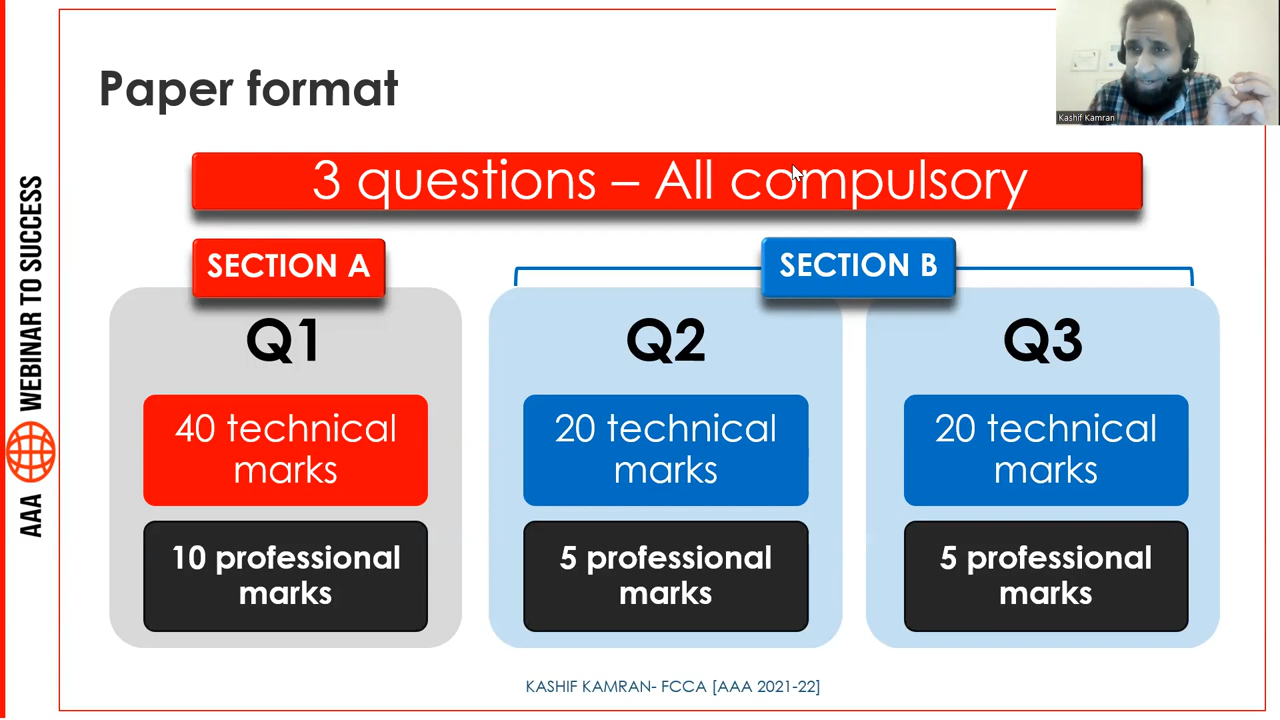 Paper format
Kashif Kamran
3 questions – All compulsory
SECTION A
SECTION B
Q1
40 technical
marks
10 professional
marks
Q2
20 technical
marks
5 professional
marks
Q3
20 technical
marks
5 professional
marks
AAA WEBINAR TO SUCCESS
KASHIF KAMRAN- FCCA [AAA 2021-22]